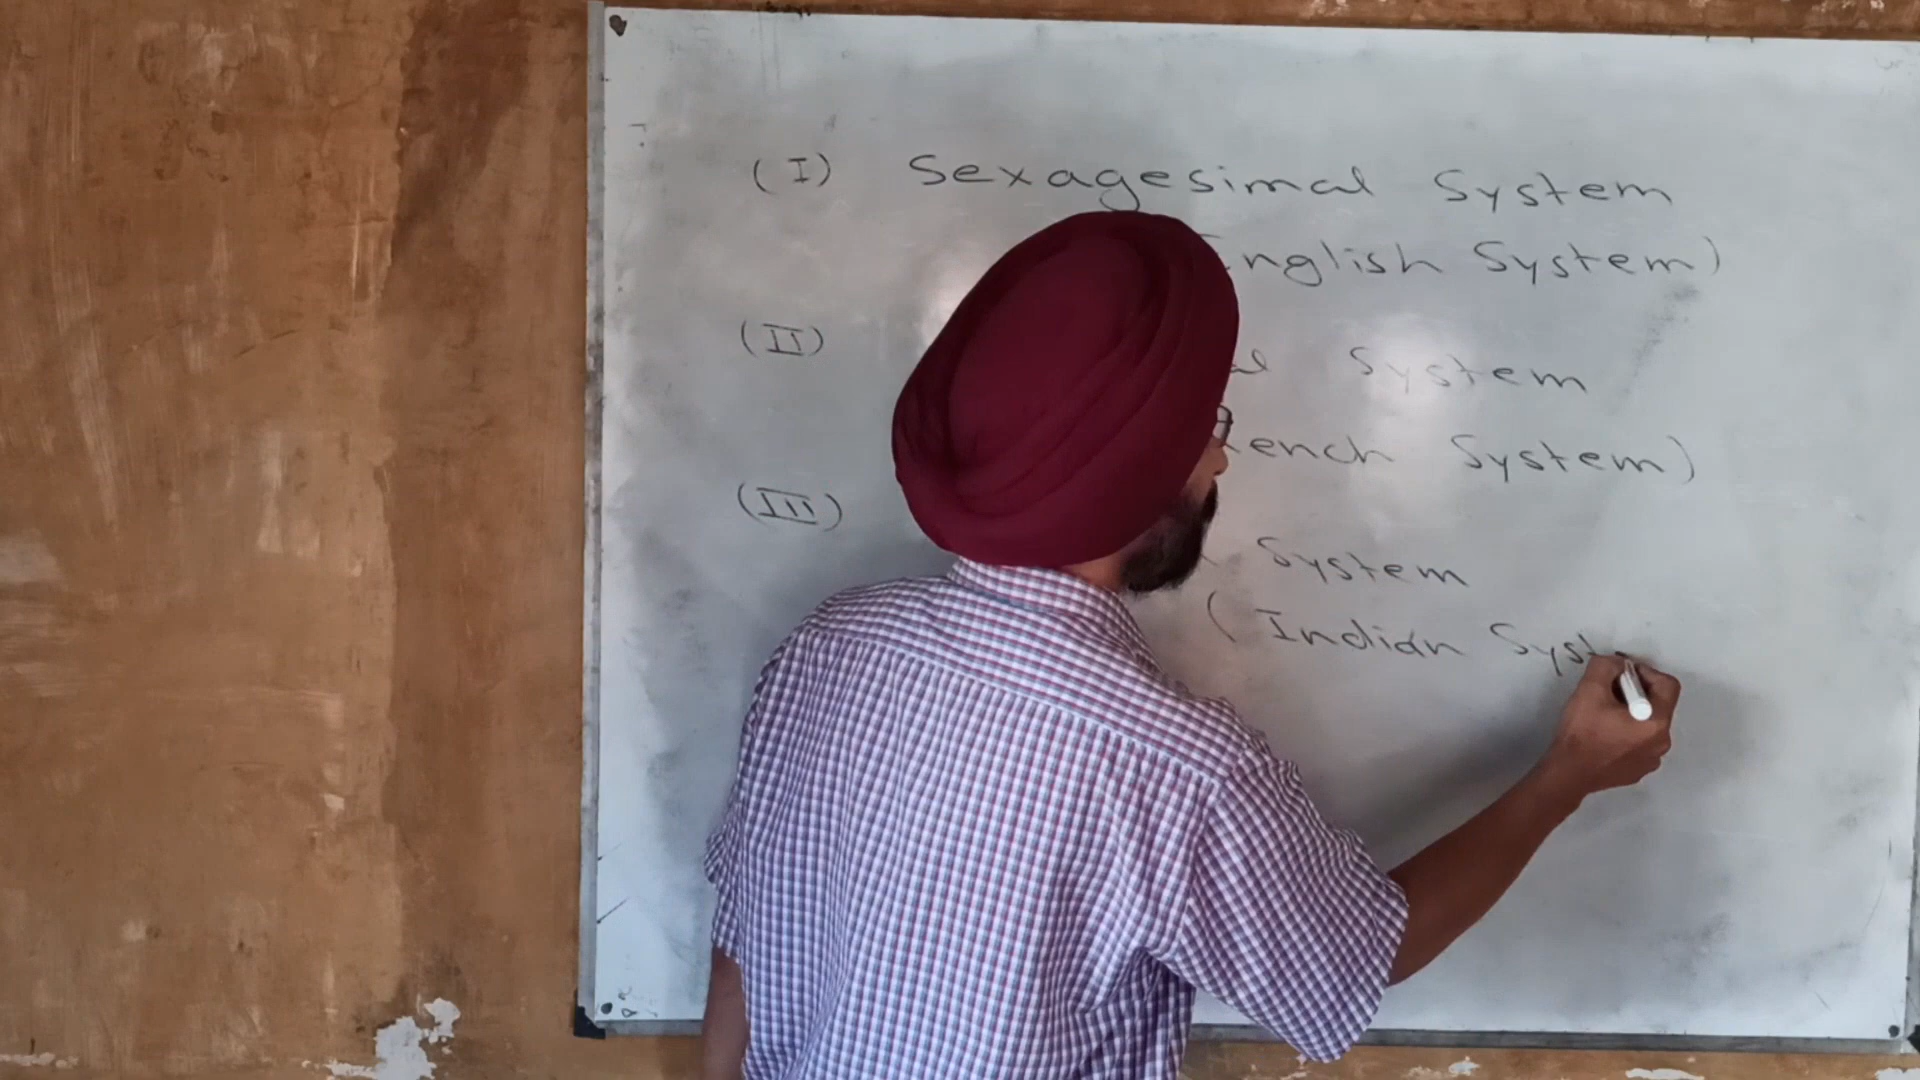 (I) Sexagesimal System
nglish System)
(II) System
ench System)
(III) System
(Indian Syst